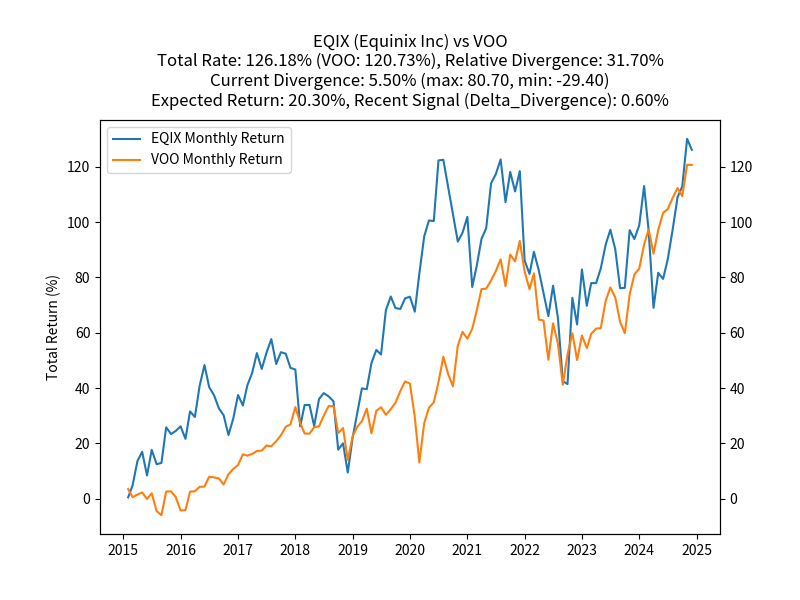 EQIX (Equinix Inc) vs VOO
Total Rate: 126.18% (VOO: 120.73%), Relative Divergence: 31.70%
Current Divergence: 5.50% (max: 80.70, min: -29.40)
Expected Return: 20.30%, Recent Signal (Delta_Divergence): 0.60%
EQIX Monthly Return
VOO Monthly Return
Total Return (%)
120 120
100 100
80 80
60 60
40 40
20 20
0 0
2015 2016 2017 2018 2019 2020 2021 2022 2023 2024 2025